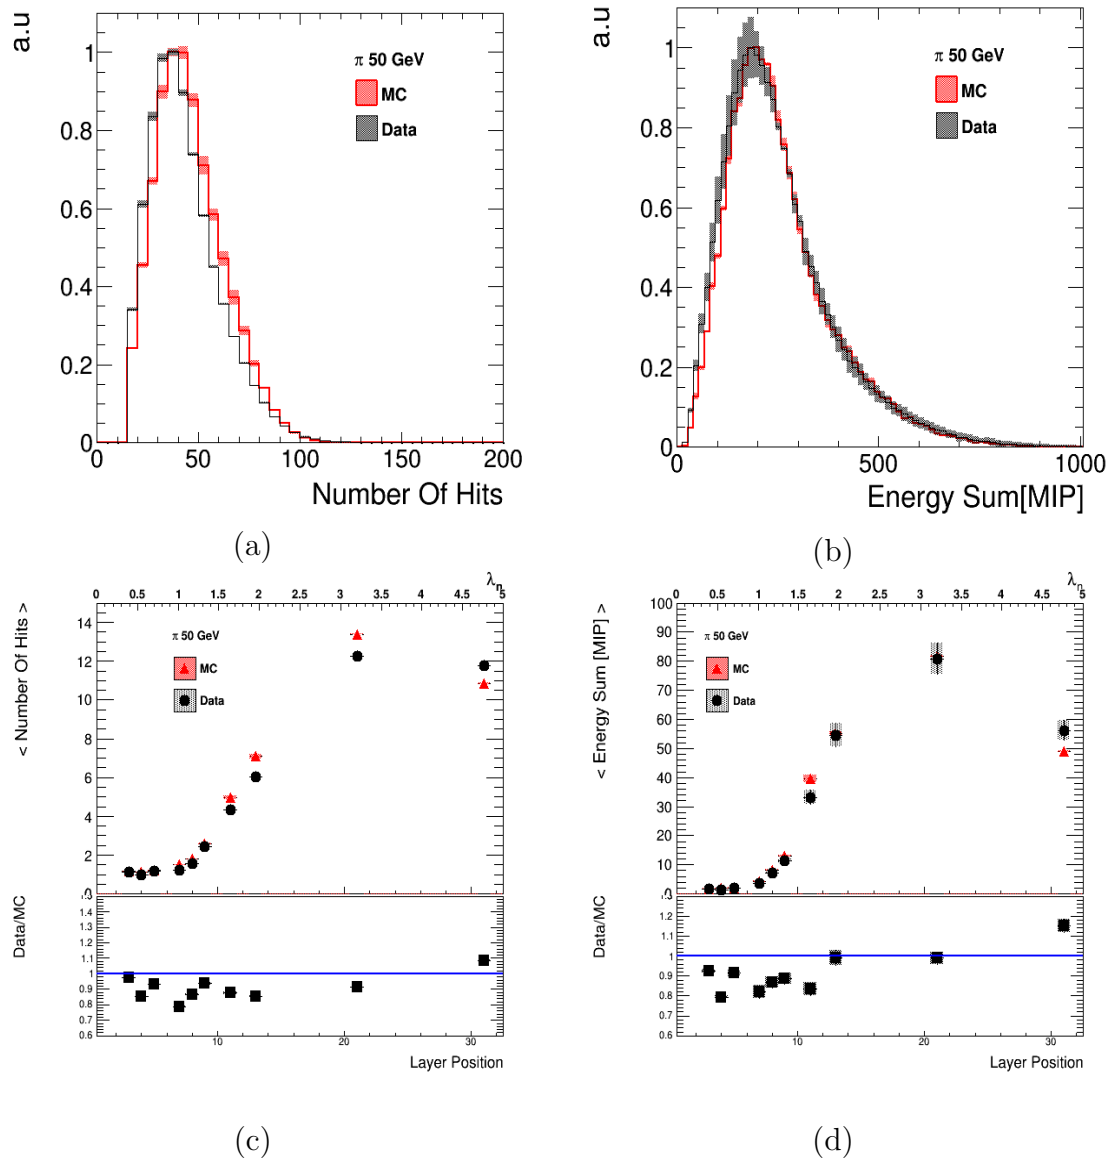 a.u
π 50 GeV
MC
Data
1
0.8
0.6
0.4
0.2
0
0 50 100 150 200
Number Of Hits
(a)
a.u
π 50 GeV
MC
Data
1
0.8
0.6
0.4
0.2
0
0 500 1000
Energy Sum[MIP]
(b)
λn
0 0.5 1 1.5 2 2.5 3 3.5 4 4.5 5
< Number Of Hits >
π 50 GeV
MC
Data
14
12
10
8
6
4
2
Data/MC
1.4
1.3
1.2
1.1
1
0.9
0.8
0.7
0.6
10 20 30
Layer Position
(c)
λn
0 0.5 1 1.5 2 2.5 3 3.5 4 4.5 5
< Energy Sum [MIP] >
π 50 GeV
MC
Data
100
90
80
70
60
50
40
30
20
10
Data/MC
1.2
1.1
1
0.9
0.8
0.7
0.6
10 20 30
Layer Position
(d)